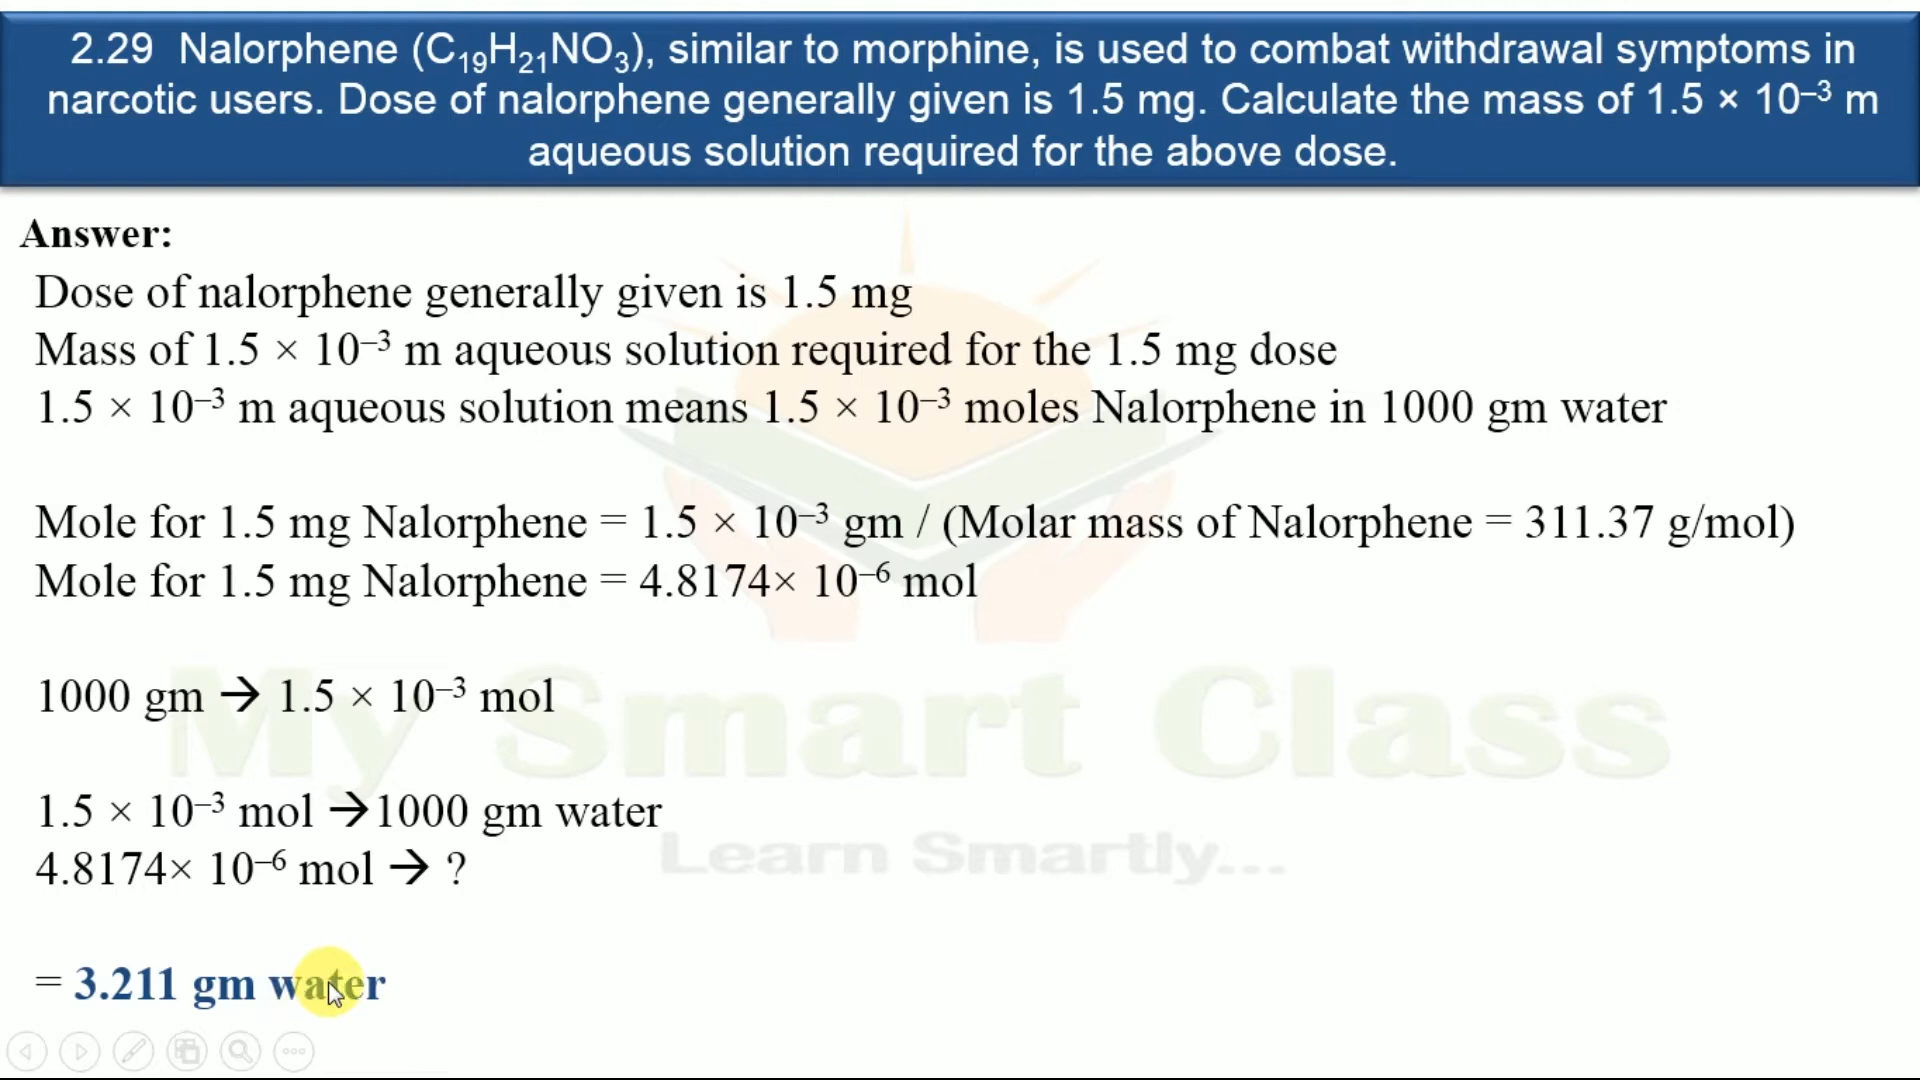 2.29 Nalorphene (C₁₉H₂₁NO₃), similar to morphine, is used to combat withdrawal symptoms in
narcotic users. Dose of nalorphene generally given is 1.5 mg. Calculate the mass of 1.5 × 10⁻³ m
aqueous solution required for the above dose.
Answer:
Dose of nalorphene generally given is 1.5 mg
Mass of 1.5 × 10⁻³ m aqueous solution required for the 1.5 mg dose
1.5 × 10⁻³ m aqueous solution means 1.5 × 10⁻³ moles Nalorphene in 1000 gm water
Mole for 1.5 mg Nalorphene = 1.5 × 10⁻³ gm / (Molar mass of Nalorphene = 311.37 g/mol)
Mole for 1.5 mg Nalorphene = 4.8174× 10⁻⁶ mol
1000 gm → 1.5 × 10⁻³ mol
My Smart Class
1.5 × 10⁻³ mol →1000 gm water
Learn Smartly...
4.8174× 10⁻⁶ mol → ?
= 3.211 gm water